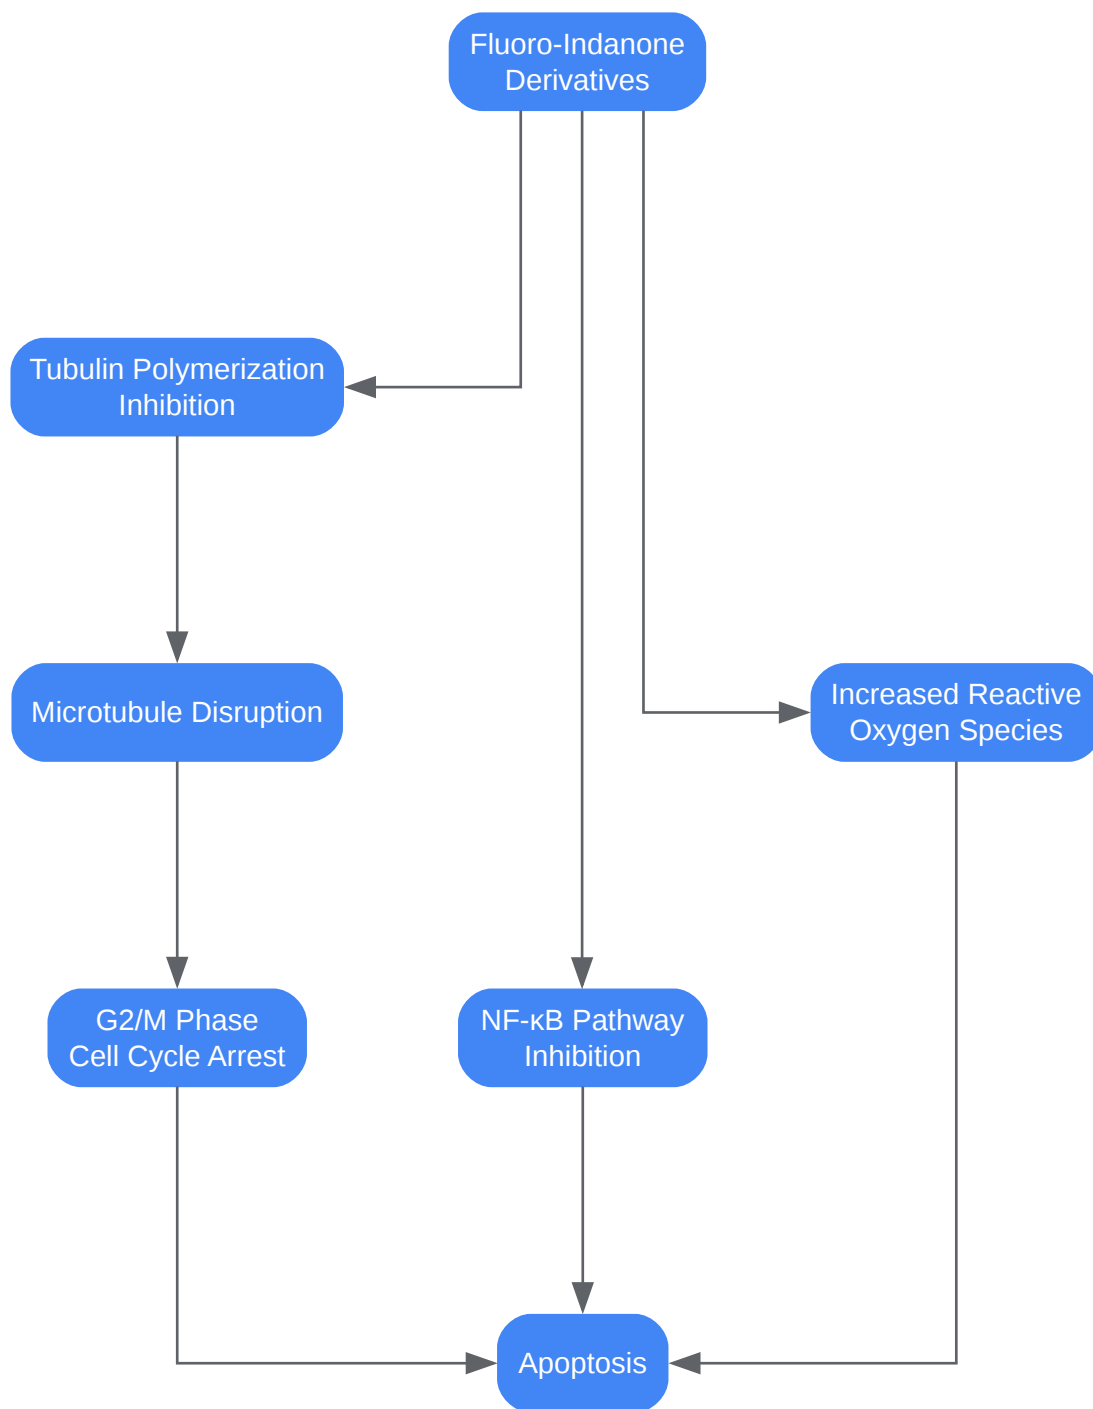 Fluoro-Indanone
Derivatives
Tubulin Polymerization
Inhibition
Microtubule Disruption
Increased Reactive
Oxygen Species
G2/M Phase
Cell Cycle Arrest
NF-κB Pathway
Inhibition
Apoptosis